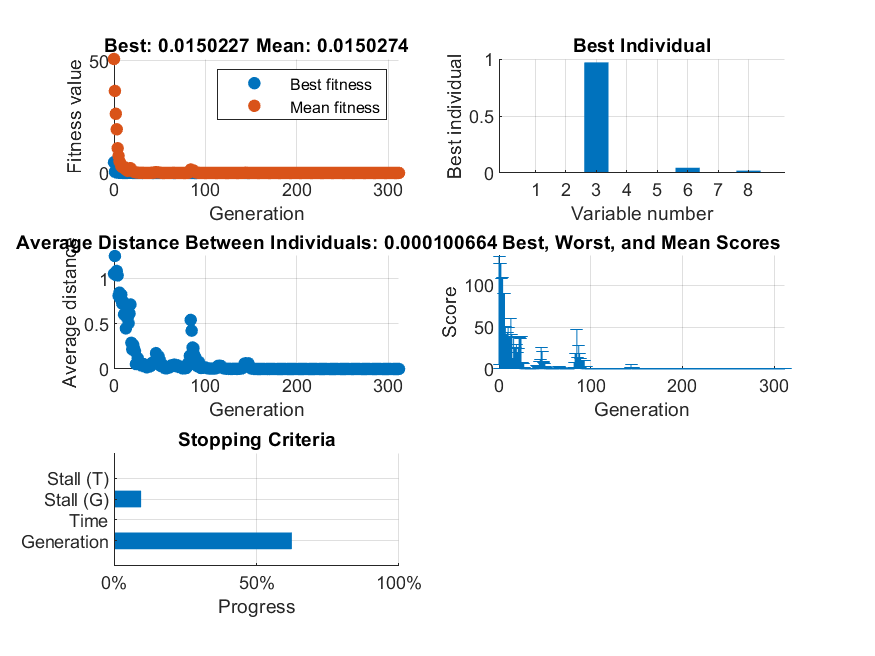 Best: 0.0150227 Mean: 0.0150274
Fitness value
50
0
Best fitness
Mean fitness
0 100 200 300
Generation
Best Individual
Best individual
1
0.5
0
1 2 3 4 5 6 7 8
Variable number
Average Distance Between Individuals: 0.000100664
Average distance
1
0.5
0
0 100 200 300
Generation
Best, Worst, and Mean Scores
Score
100
50
0
0 100 200 300
Generation
Stopping Criteria
Stall (T)
Stall (G)
Time
Generation
0% 50% 100%
Progress